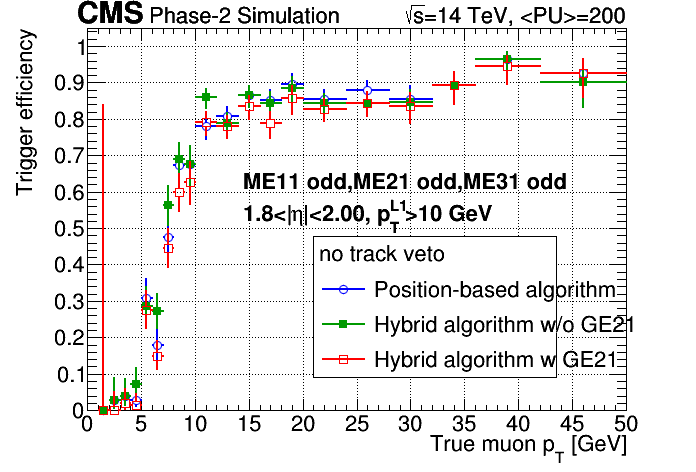 CMS Phase-2 Simulation √s=14 TeV, <PU>=200
Trigger efficiency
1
0.9
0.8
0.7
0.6
0.5
0.4
0.3
0.2
0.1
0
ME11 odd,ME21 odd,ME31 odd
1.8<|η|<2.00, p_T^L1>10 GeV
no track veto
Position-based algorithm
Hybrid algorithm w/o GE21
Hybrid algorithm w GE21
0 5 10 15 20 25 30 35 40 45 50
True muon p_T [GeV]